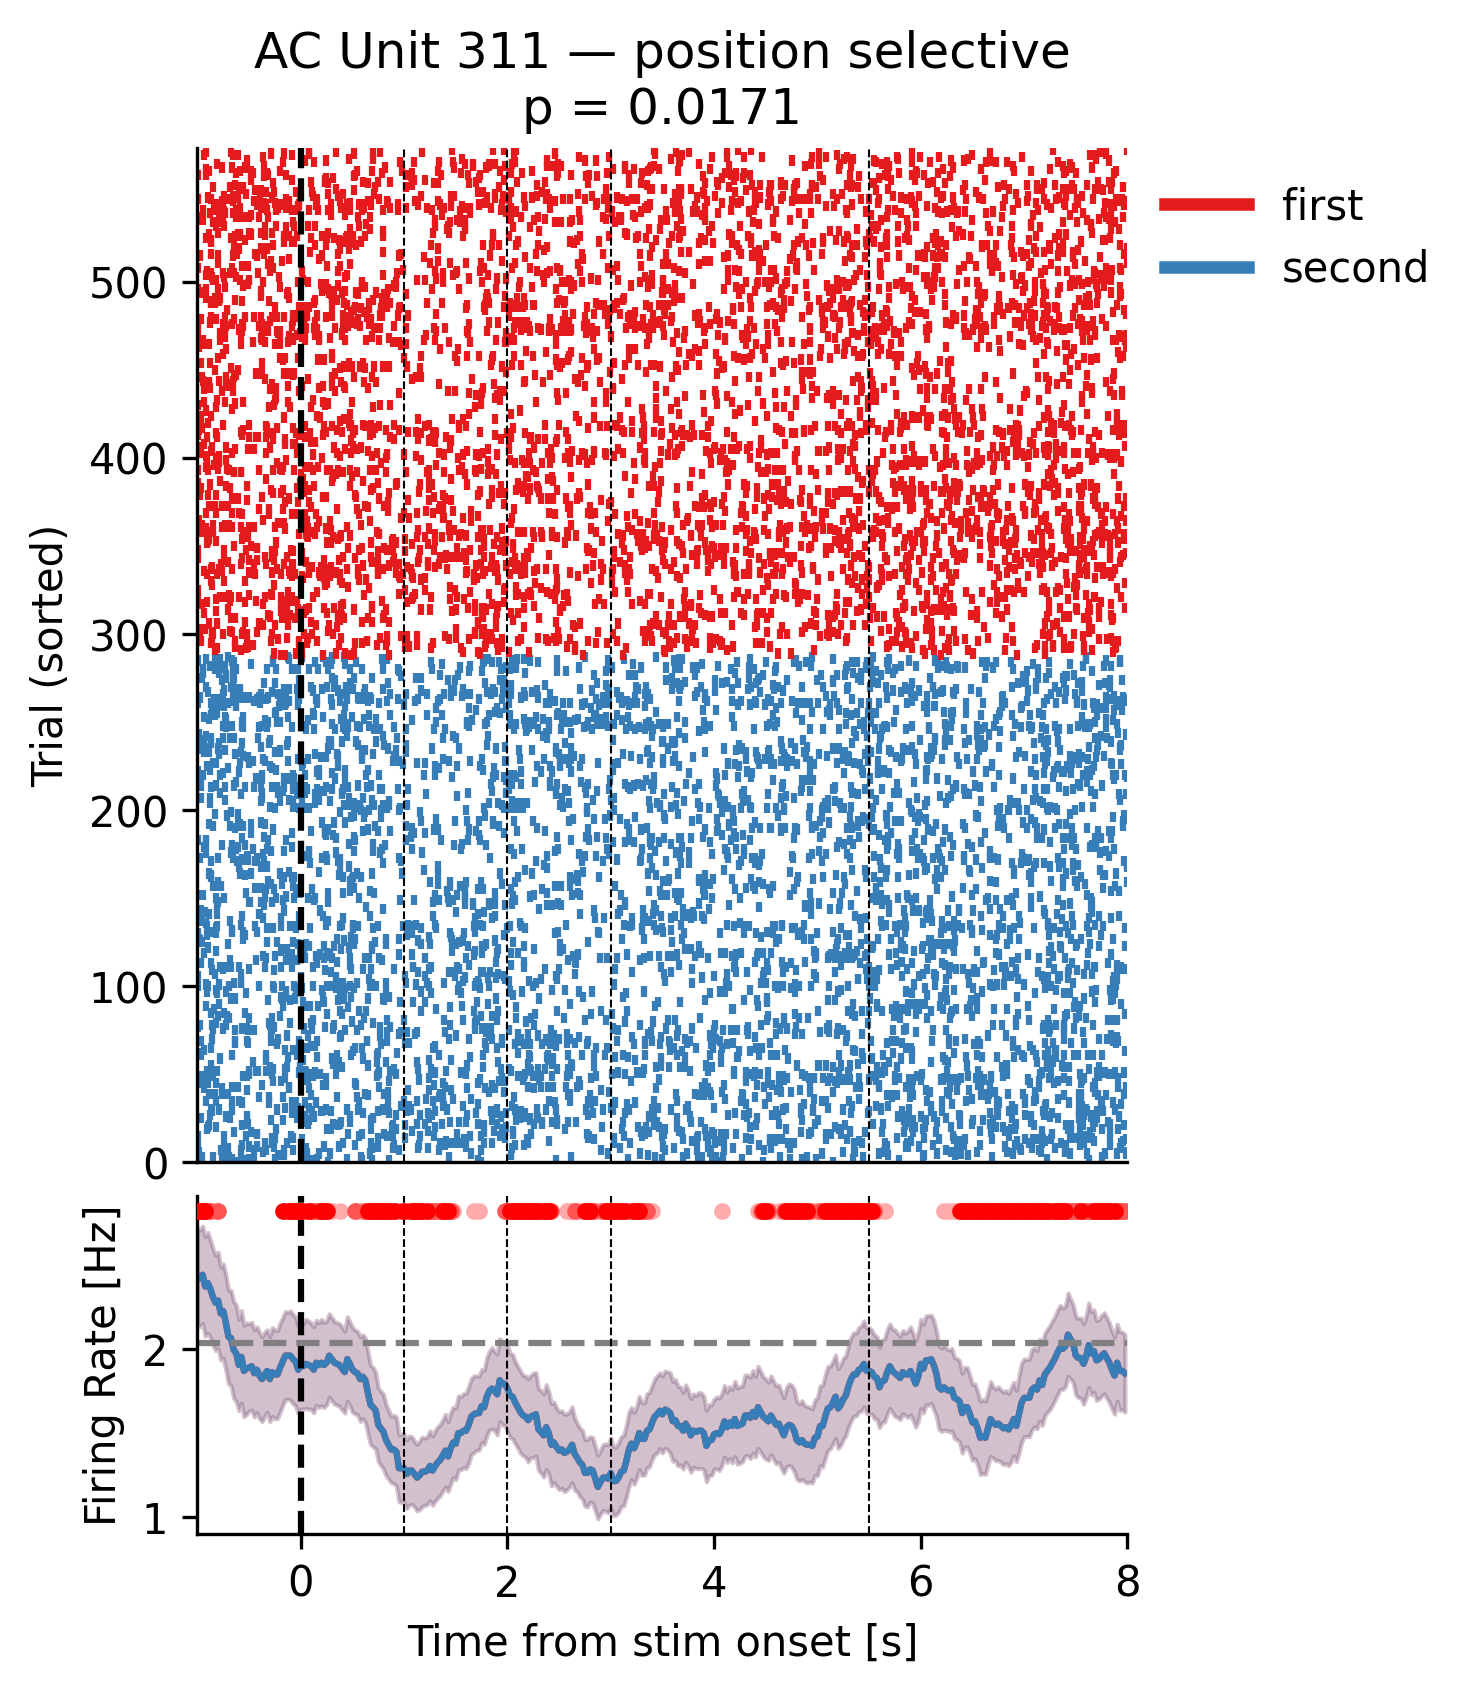 AC Unit 311 — position selective
p = 0.0171
first
second
Trial (sorted)
500
400
300
200
100
0
Firing Rate [Hz]
2
1
0
2
4
6
8
Time from stim onset [s]